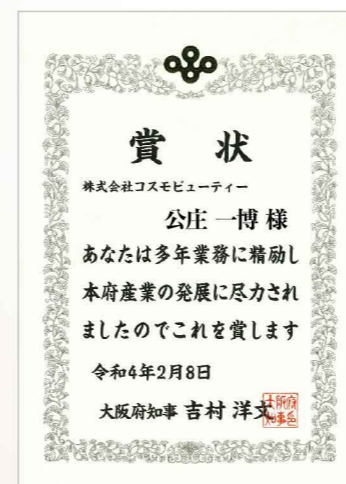 賞状
株式会社コスモビューティー
公庄 一博 様
あなたは多年業務に精励し
本府産業の発展に尽力され
ましたのでこれを賞します
令和4年2月8日
大阪府知事 吉村 洋文